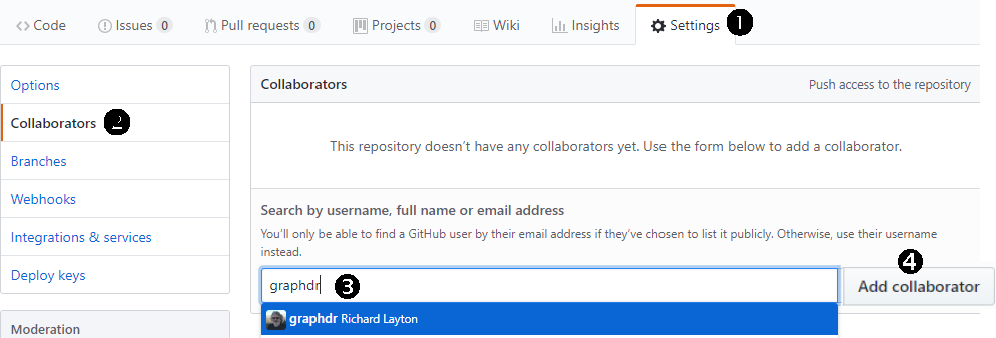 Code Issues 0 Pull requests 0 Projects 0 Wiki Insights Settings 1
Options
Collaborators 2
Branches
Webhooks
Integrations & services
Deploy keys
Moderation
Collaborators Push access to the repository
This repository doesn't have any collaborators yet. Use the form below to add a collaborator.
Search by username, full name or email address
You'll only be able to find a GitHub user by their email address if they've chosen to list it publicly. Otherwise, use their username
instead.
4
graphdr 3 Add collaborator
graphdr Richard Layton